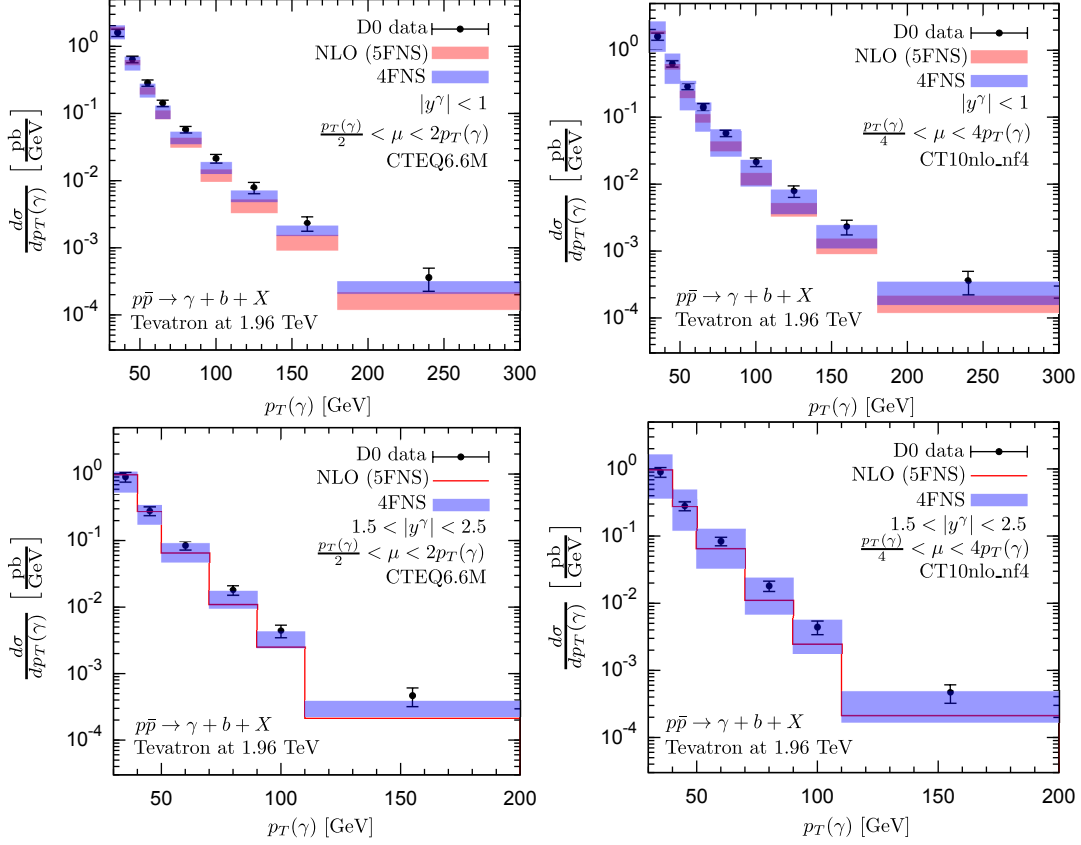 D0 data
NLO (5FNS)
4FNS
|y^γ| < 1
p_T(γ)/2 < μ < 2p_T(γ)
CTEQ6.6M
dσ/dp_T(γ) [pb/GeV]
10^0
10^-1
10^-2
10^-3
10^-4
pp̄ → γ + b + X
Tevatron at 1.96 TeV
50 100 150 200 250 300
p_T(γ) [GeV]
D0 data
NLO (5FNS)
4FNS
|y^γ| < 1
p_T(γ)/4 < μ < 4p_T(γ)
CT10nlo_nf4
dσ/dp_T(γ) [pb/GeV]
10^0
10^-1
10^-2
10^-3
10^-4
pp̄ → γ + b + X
Tevatron at 1.96 TeV
50 100 150 200 250 300
p_T(γ) [GeV]
D0 data
NLO (5FNS)
4FNS
1.5 < |y^γ| < 2.5
p_T(γ)/2 < μ < 2p_T(γ)
CTEQ6.6M
dσ/dp_T(γ) [pb/GeV]
10^0
10^-1
10^-2
10^-3
10^-4
pp̄ → γ + b + X
Tevatron at 1.96 TeV
50 100 150 200
p_T(γ) [GeV]
D0 data
NLO (5FNS)
4FNS
1.5 < |y^γ| < 2.5
p_T(γ)/4 < μ < 4p_T(γ)
CT10nlo_nf4
dσ/dp_T(γ) [pb/GeV]
10^0
10^-1
10^-2
10^-3
10^-4
pp̄ → γ + b + X
Tevatron at 1.96 TeV
50 100 150 200
p_T(γ) [GeV]